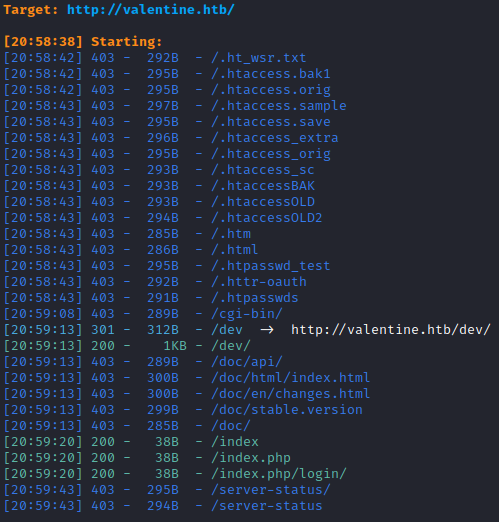 Target: http://valentine.htb/
[20:58:38] Starting:
[20:58:42] 403 - 292B - /.ht_wsr.txt
[20:58:42] 403 - 295B - /.htaccess.bak1
[20:58:42] 403 - 295B - /.htaccess.orig
[20:58:43] 403 - 297B - /.htaccess.sample
[20:58:43] 403 - 295B - /.htaccess.save
[20:58:43] 403 - 296B - /.htaccess_extra
[20:58:43] 403 - 295B - /.htaccess_orig
[20:58:43] 403 - 293B - /.htaccess_sc
[20:58:43] 403 - 293B - /.htaccessBAK
[20:58:43] 403 - 293B - /.htaccessOLD
[20:58:43] 403 - 294B - /.htaccessOLD2
[20:58:43] 403 - 285B - /.htm
[20:58:43] 403 - 286B - /.html
[20:58:43] 403 - 295B - /.htpasswd_test
[20:58:43] 403 - 292B - /.httr-oauth
[20:58:43] 403 - 291B - /.htpasswds
[20:59:08] 403 - 289B - /cgi-bin/
[20:59:13] 301 - 312B - /dev → http://valentine.htb/dev/
[20:59:13] 200 - 1KB - /dev/
[20:59:13] 403 - 289B - /doc/api/
[20:59:13] 403 - 300B - /doc/html/index.html
[20:59:13] 403 - 300B - /doc/en/changes.html
[20:59:13] 403 - 299B - /doc/stable.version
[20:59:13] 403 - 285B - /doc/
[20:59:20] 200 - 38B - /index
[20:59:20] 200 - 38B - /index.php
[20:59:20] 200 - 38B - /index.php/login/
[20:59:43] 403 - 295B - /server-status/
[20:59:43] 403 - 294B - /server-status